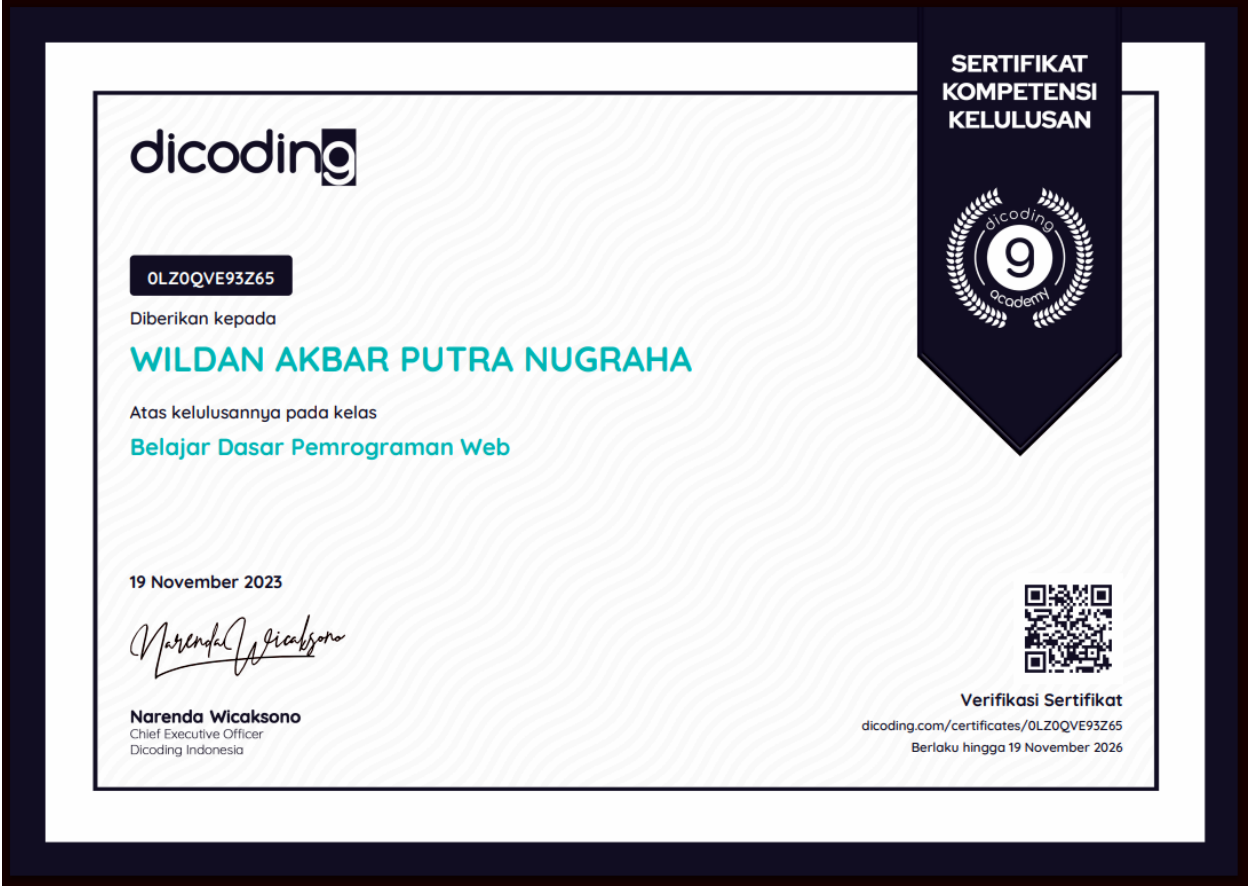 SERTIFIKAT
KOMPETENSI
KELULUSAN
dicoding
dicoding
9
academy
0LZ0QVE93Z65
Diberikan kepada
WILDAN AKBAR PUTRA NUGRAHA
Atas kelulusannya pada kelas
Belajar Dasar Pemrograman Web
19 November 2023
Narenda Wicaksono
Narenda Wicaksono
Chief Executive Officer
Dicoding Indonesia
Verifikasi Sertifikat
dicoding.com/certificates/0LZ0QVE93Z65
Berlaku hingga 19 November 2026